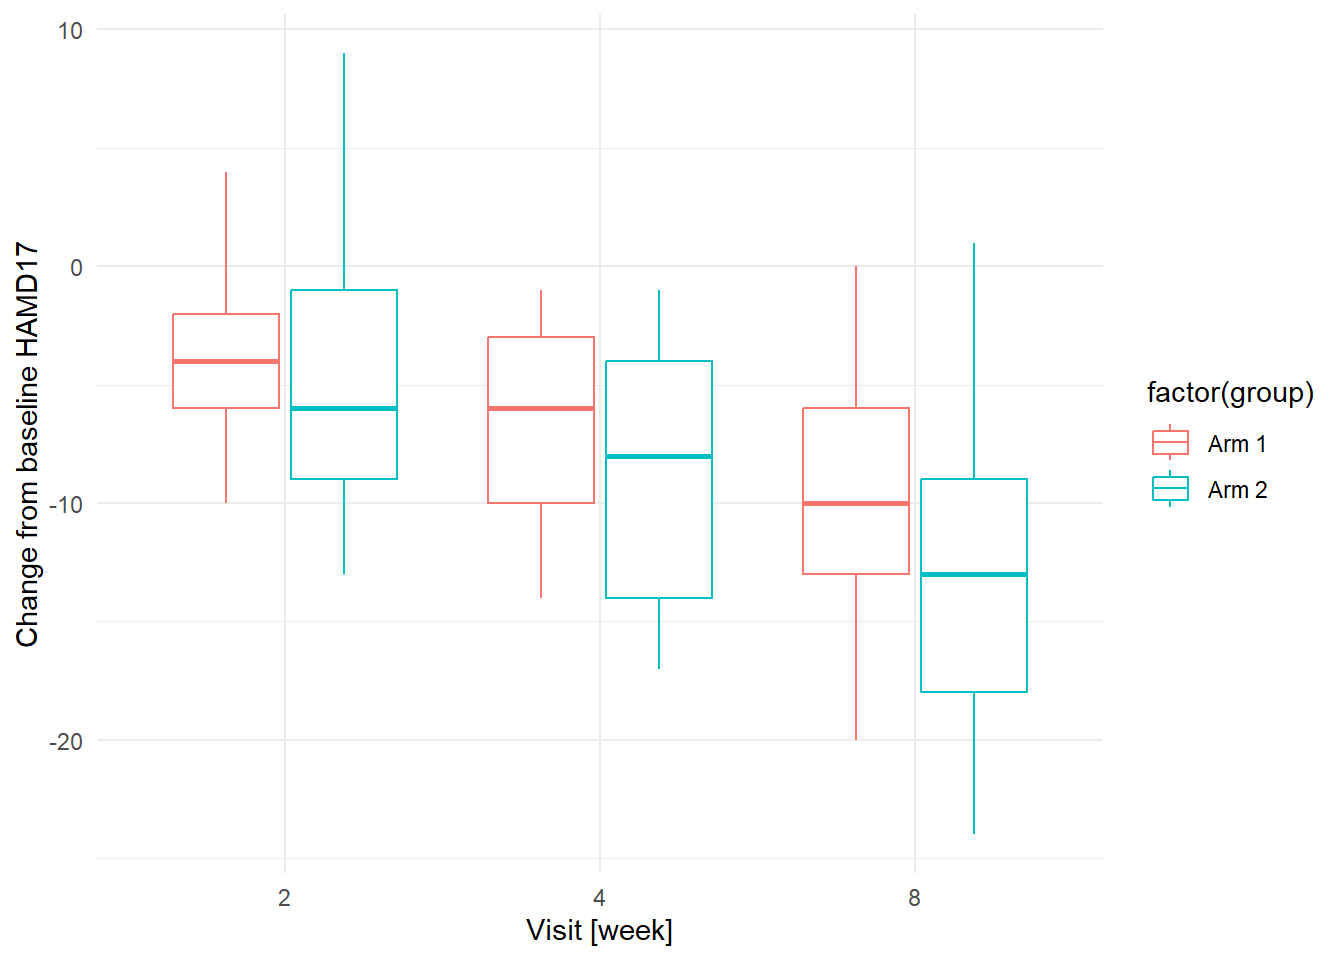 Change from baseline HAMD17
10
0
-10
-20
2 4 8
Visit [week]
factor(group)
Arm 1
Arm 2